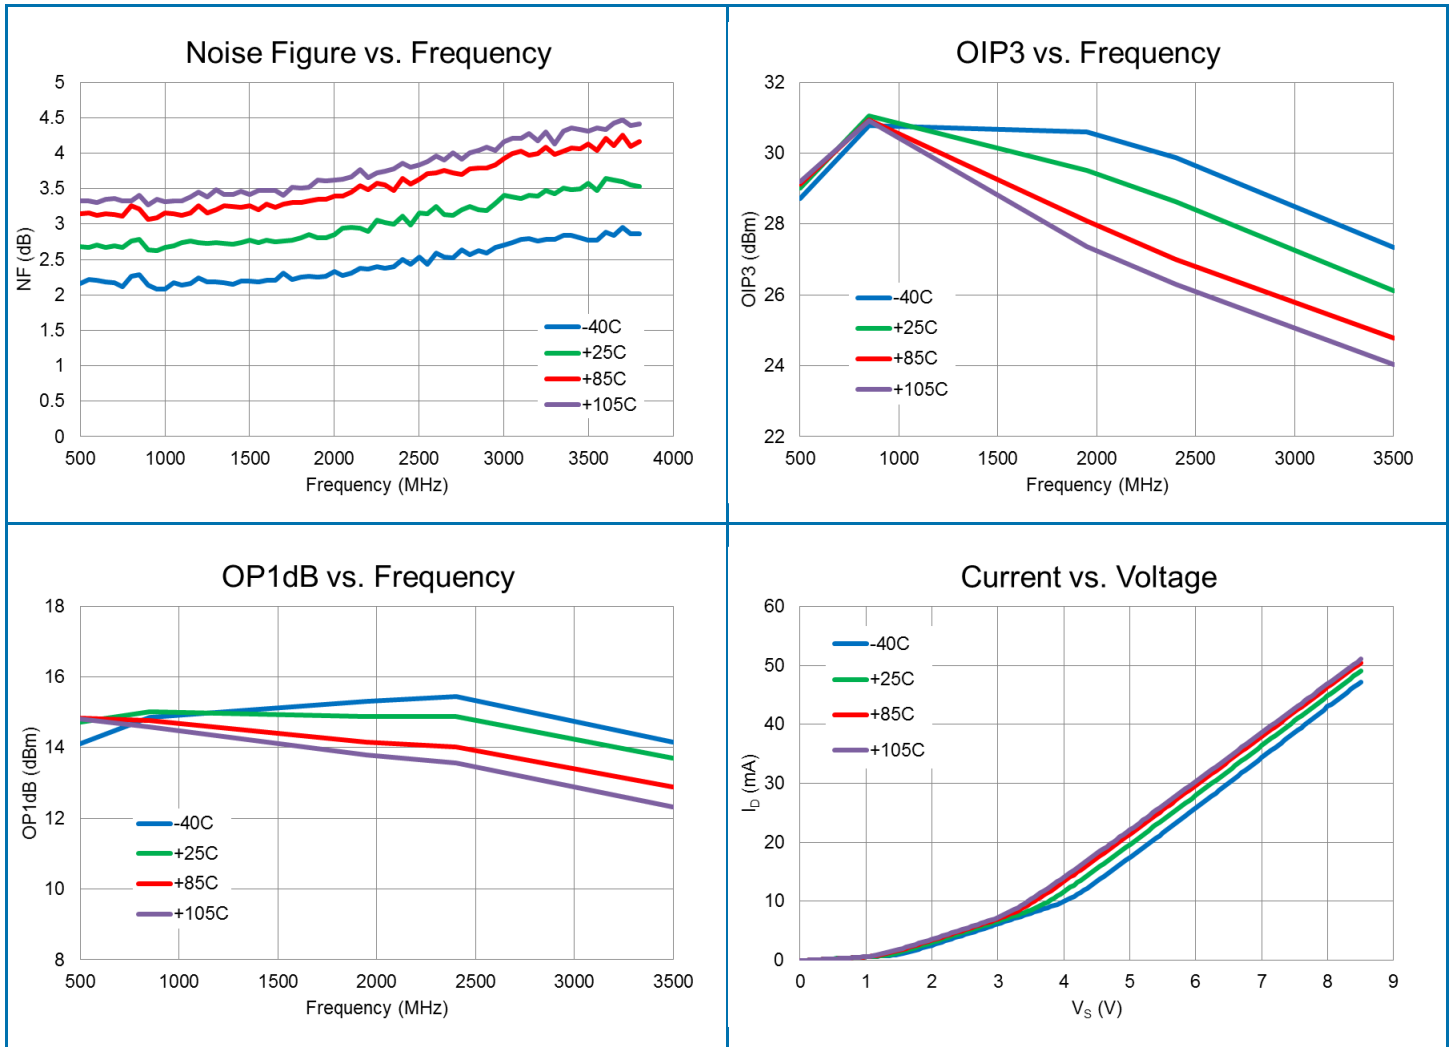 Noise Figure vs. Frequency
5
4.5
4
3.5
3
2.5
2
1.5
1
0.5
0
NF (dB)
-40C
+25C
+85C
+105C
500 1000 1500 2000 2500 3000 3500 4000
Frequency (MHz)
OIP3 vs. Frequency
32
30
28
26
24
22
OIP3 (dBm)
-40C
+25C
+85C
+105C
500 1000 1500 2000 2500 3000 3500
Frequency (MHz)
OP1dB vs. Frequency
18
16
14
12
10
8
OP1dB (dBm)
-40C
+25C
+85C
+105C
500 1000 1500 2000 2500 3000 3500
Frequency (MHz)
Current vs. Voltage
60
50
40
30
20
10
0
I_D (mA)
-40C
+25C
+85C
+105C
0 1 2 3 4 5 6 7 8 9
V_S (V)